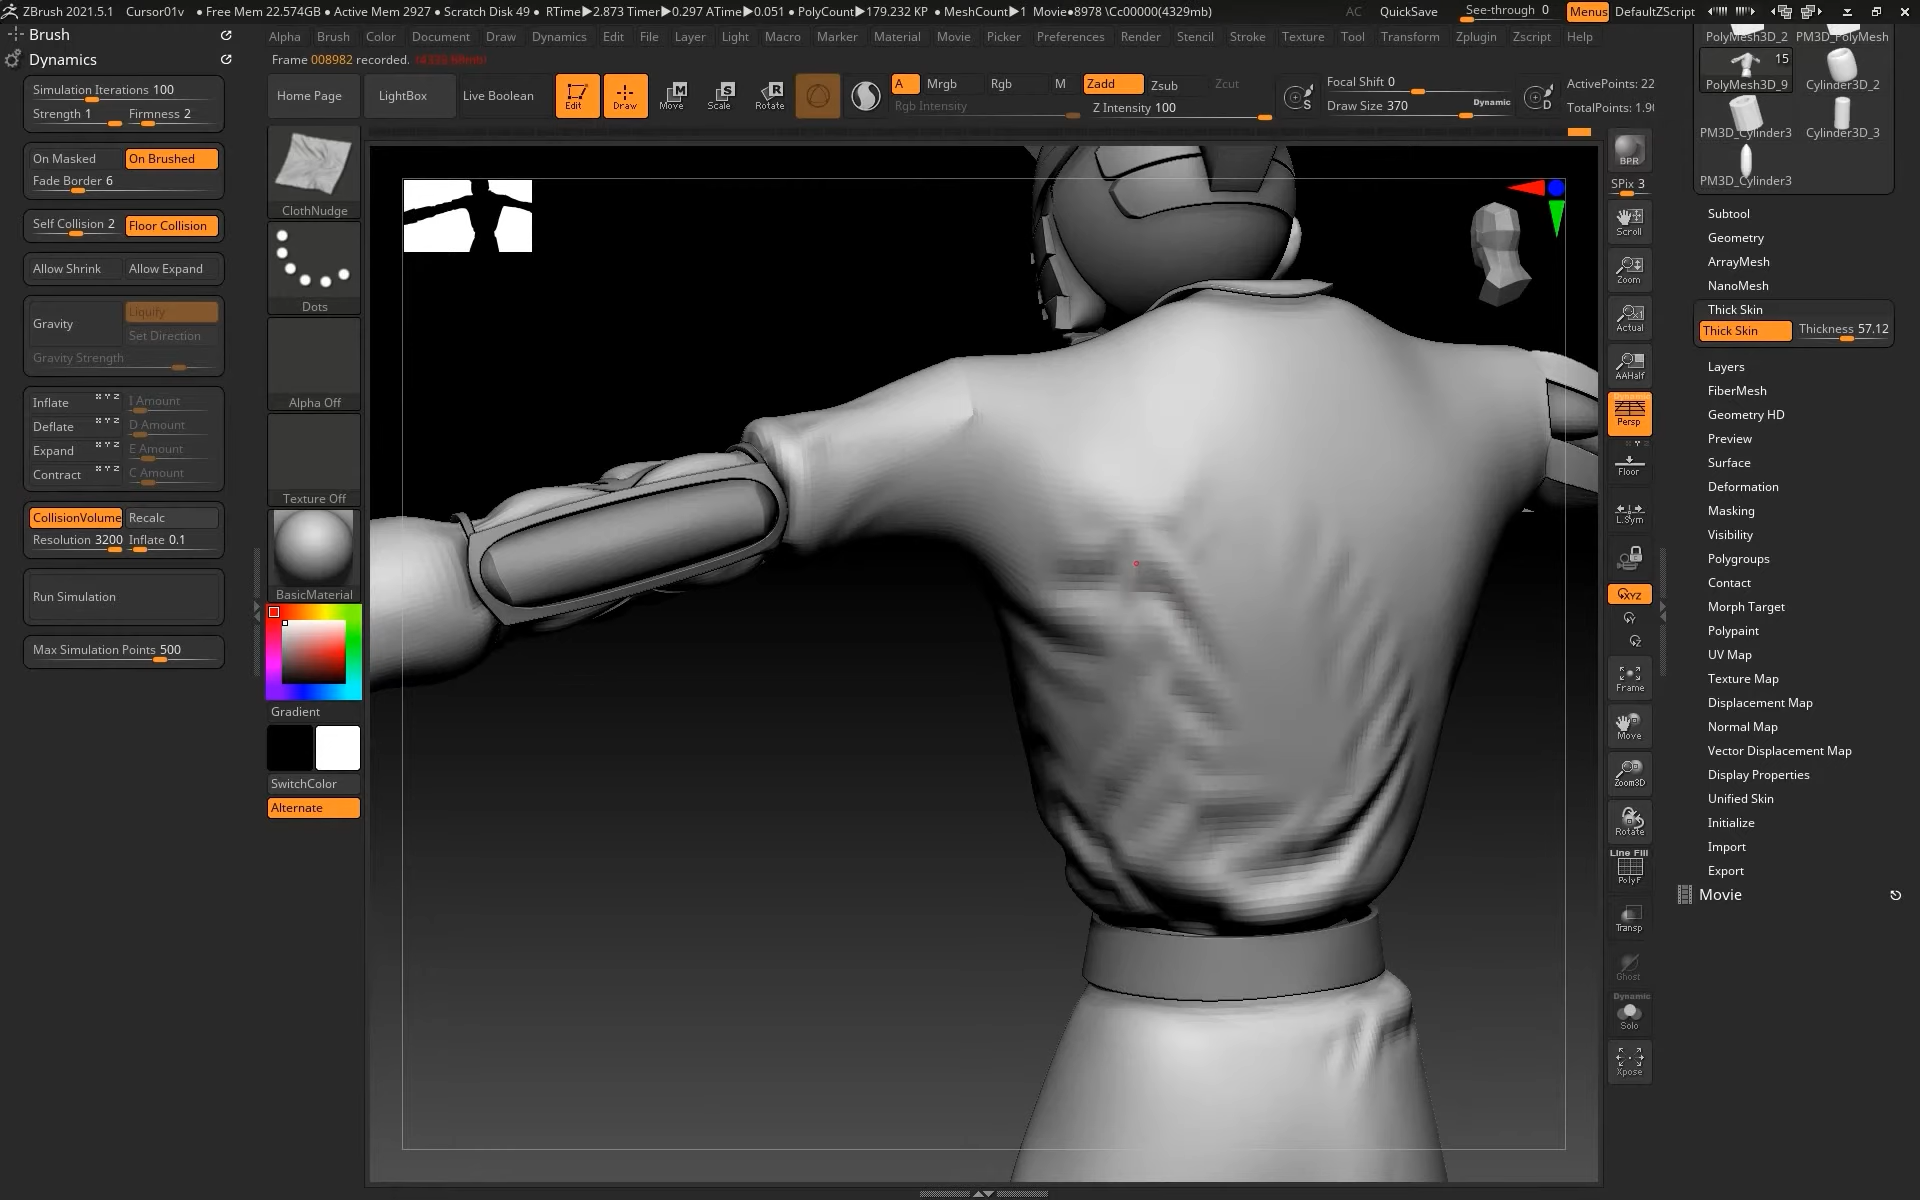 ZBrush 2021.5.1 Cursor01v • Free Mem 22.574GB • Active Mem 2927 • Scratch Disk 49 • RTime▶2.873 Timer▶0.297 ATime▶0.051 • PolyCount▶179.232 KP • MeshCount▶1 Movie●8978 \Cc00000(4329mb) AC QuickSave See-through 0 Menus DefaultZScript
Brush
Dynamics
Alpha Brush Color Document Draw Dynamics Edit File Layer Light Macro Marker Material Movie Picker Preferences Render Stencil Stroke Texture Tool Transform Zplugin Zscript Help
Frame 008982 recorded.
Home Page LightBox Live Boolean Edit Draw Move Scale Rotate
A Mrgb Rgb M Zadd Zsub Zcut
Rgb Intensity Z Intensity 100
Focal Shift 0
Draw Size 370 Dynamic
S
D
ActivePoints: 22
TotalPoints: 1.9
Simulation Iterations 100
Strength 1 Firmness 2
On Masked On Brushed
Fade Border 6
Self Collision 2 Floor Collision
Allow Shrink Allow Expand
Gravity Liquify
Set Direction
Gravity Strength
Inflate X Y Z I Amount
Deflate X Y Z D Amount
Expand X Y Z E Amount
Contract X Y Z C Amount
CollisionVolume Recalc
Resolution 3200 Inflate 0.1
Run Simulation
Max Simulation Points 500
ClothNudge
Dots
Alpha Off
Texture Off
BasicMaterial
Gradient
SwitchColor
Alternate
BPR
SPix 3
Scroll
Zoom
Actual
AAHalf
Dynamic
Persp
Floor
L.Sym
XYZ
Y
Z
Frame
Move
Zoom3D
Rotate
Line Fill
PolyF
Transp
Ghost
Dynamic
Solo
Xpose
PolyMesh3D_2 PM3D_PolyMesh
15
PolyMesh3D_9 Cylinder3D_2
PM3D_Cylinder3 Cylinder3D_3
PM3D_Cylinder3
Subtool
Geometry
ArrayMesh
NanoMesh
Thick Skin
Thick Skin Thickness 57.12
Layers
FiberMesh
Geometry HD
Preview
Surface
Deformation
Masking
Visibility
Polygroups
Contact
Morph Target
Polypaint
UV Map
Texture Map
Displacement Map
Normal Map
Vector Displacement Map
Display Properties
Unified Skin
Initialize
Import
Export
Movie